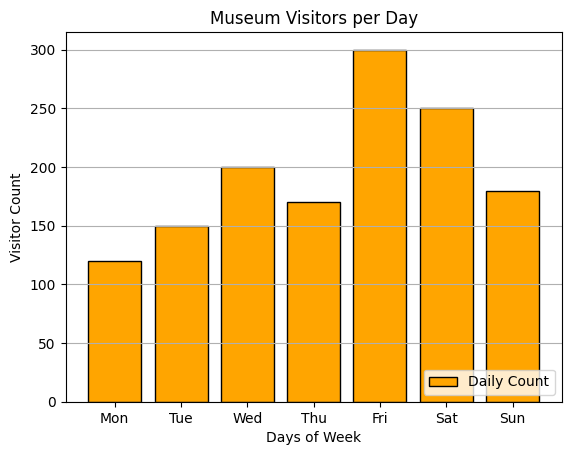 Museum Visitors per Day
Visitor Count
300
250
200
150
100
50
0
Daily Count
Mon Tue Wed Thu Fri Sat Sun
Days of Week